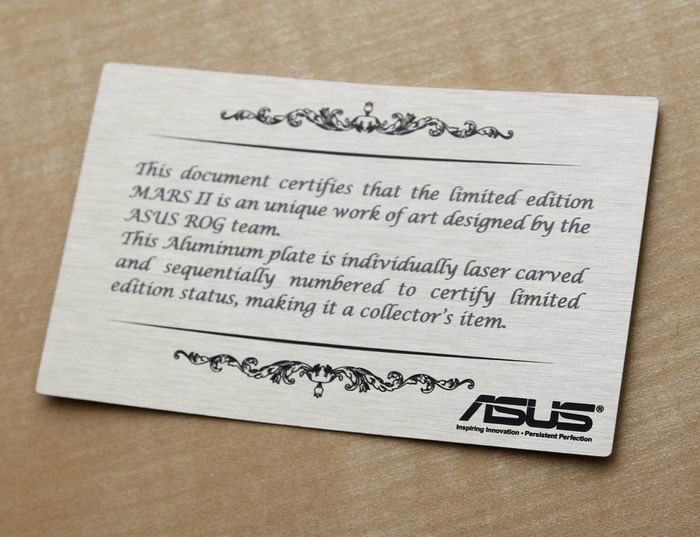 This document certifies that the limited edition
MARS II is an unique work of art designed by the
ASUS ROG team.
This Aluminum plate is individually laser carved
and sequentially numbered to certify limited
edition status, making it a collector's item.
ASUS®
Inspiring Innovation • Persistent Perfection